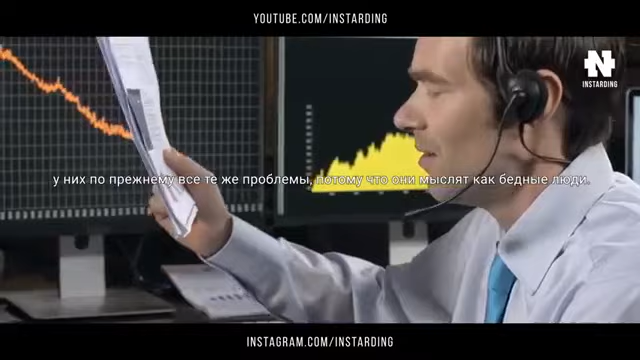 YOUTUBE.COM/INSTARDING
N
INSTARDING
у них по прежнему все те же проблемы, потому что они мыслят как бедные люди.
INSTAGRAM.COM/INSTARDING